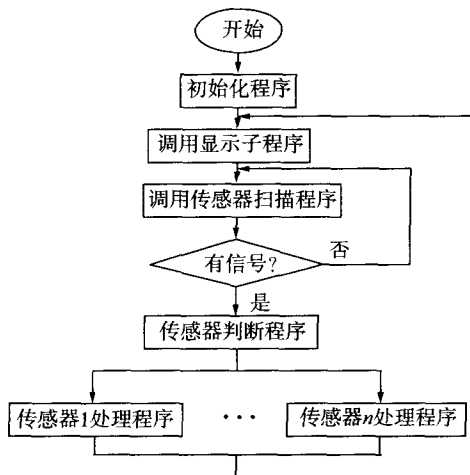 开始
初始化程序
调用显示子程序
调用传感器扫描程序
有信号?
否
是
传感器判断程序
传感器1处理程序
···
传感器n处理程序